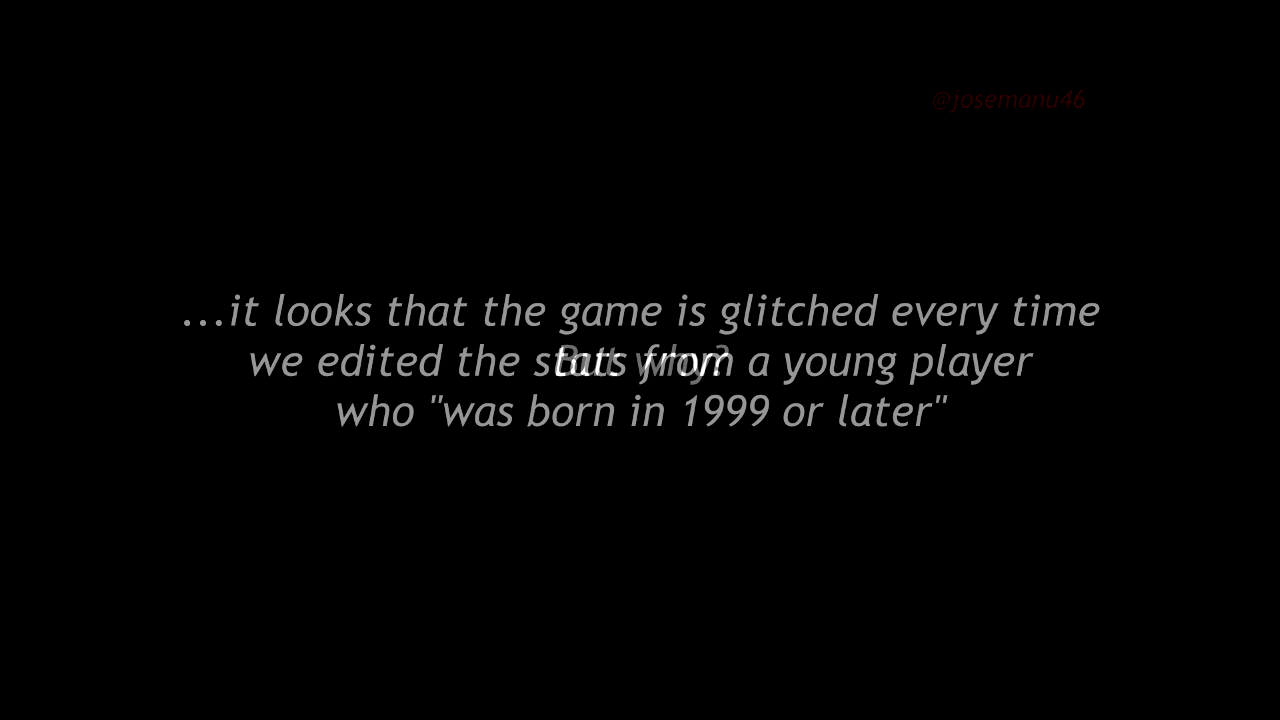 @josemanu46
...it looks that the game is glitched every time
we edited the stats from a young player
who "was born in 1999 or later"
But why?